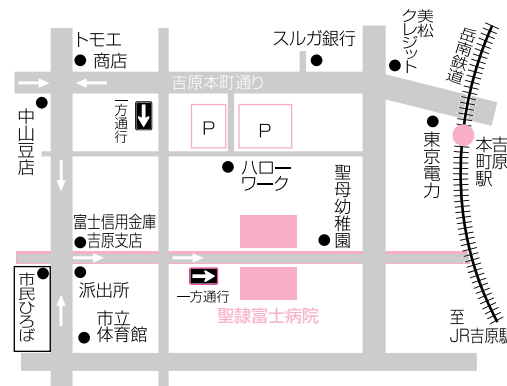 トモエ
商店
スルガ銀行
美松
クレジット
岳南鉄道
吉原本町通り
中山豆店
一方通行
P
P
東京電力
吉原
本町駅
ハロー
ワーク
聖母幼稚園
富士信用金庫
吉原支店
市民ひろば
派出所
一方通行
聖隷富士病院
市立
体育館
至
JR吉原駅